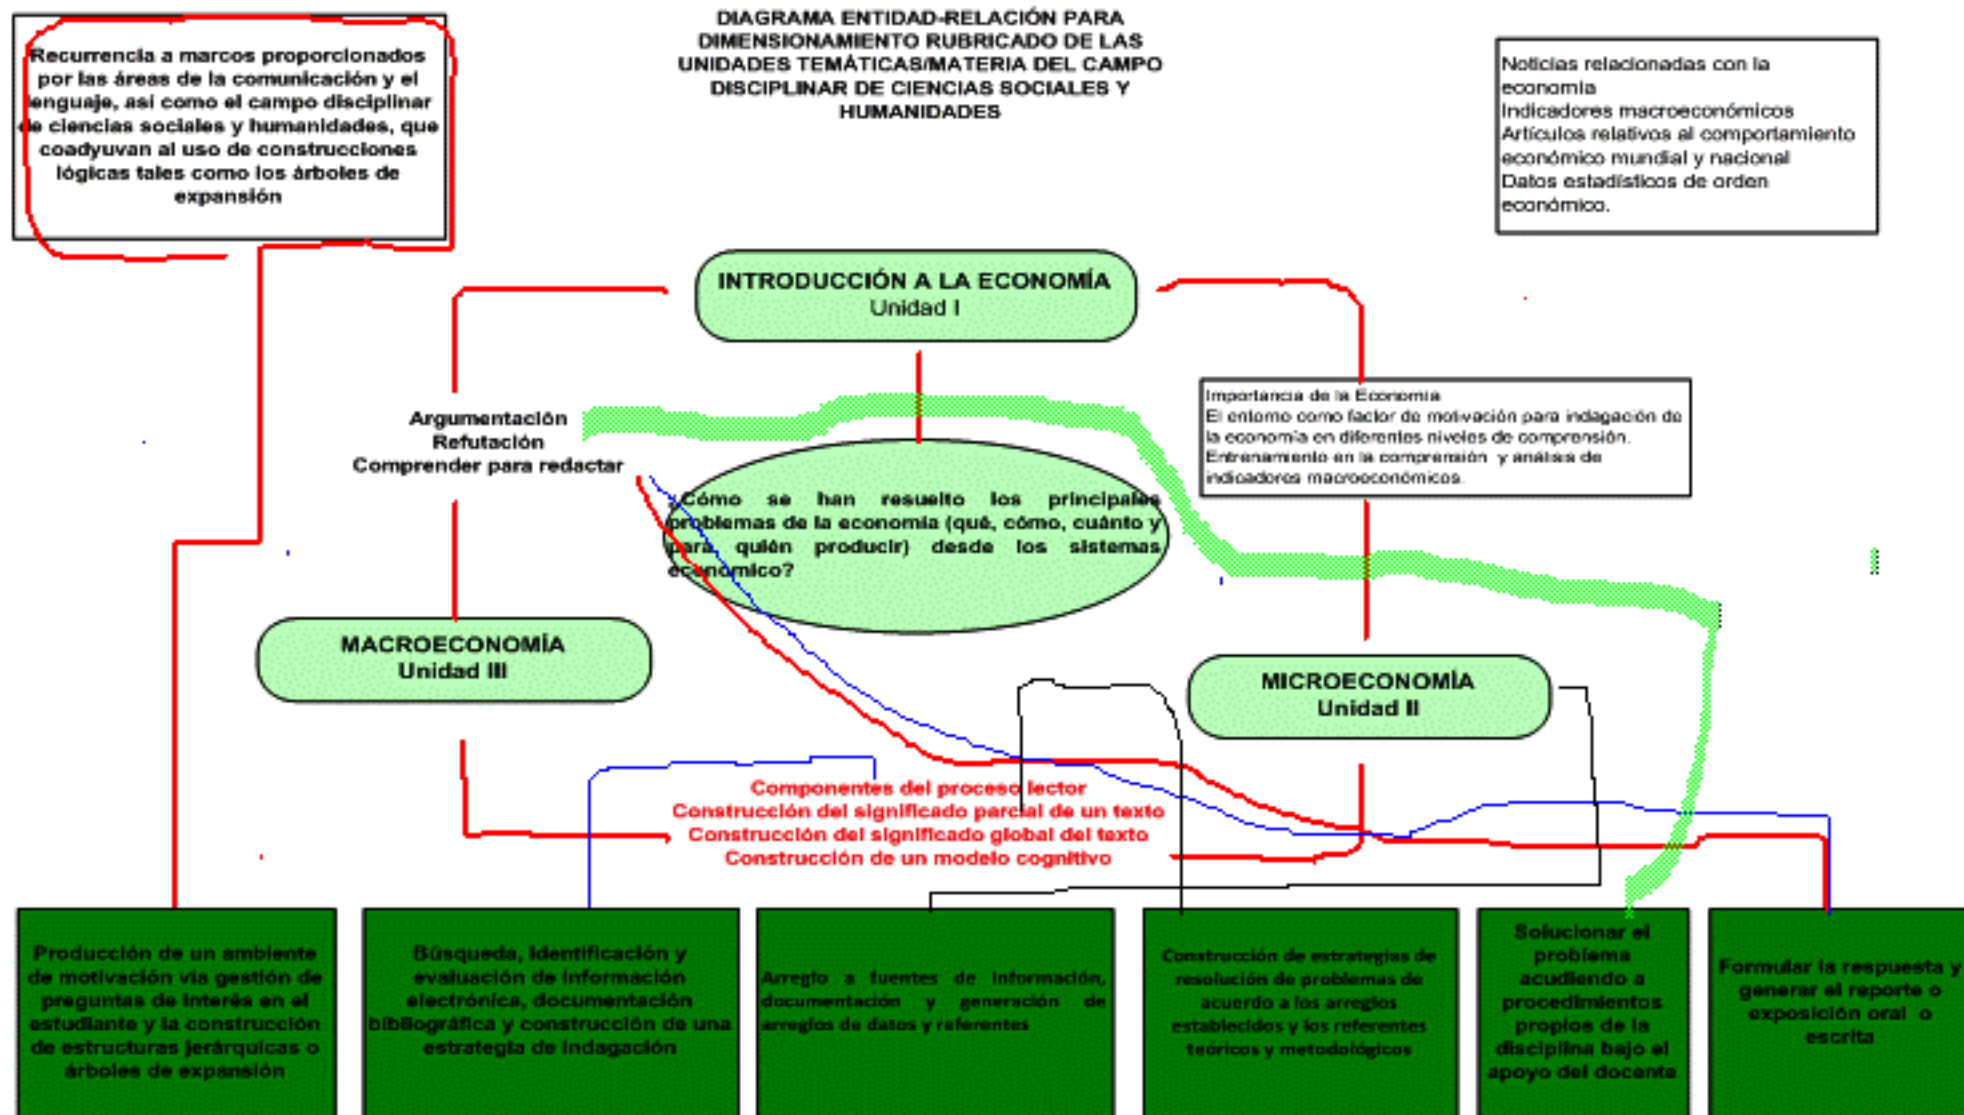 DIAGRAMA ENTIDAD-RELACIÓN PARA
DIMENSIONAMIENTO RUBRICADO DE LAS
UNIDADES TEMÁTICAS/MATERIA DEL CAMPO
DISCIPLINAR DE CIENCIAS SOCIALES Y
HUMANIDADES
Recurrencia a marcos proporcionados
por las áreas de la comunicación y el
lenguaje, así como el campo disciplinar
de ciencias sociales y humanidades, que
coadyuvan al uso de construcciones
lógicas tales como los árboles de
expansión
Noticias relacionadas con la
economía
Indicadores macroeconómicos
Artículos relativos al comportamiento
económico mundial y nacional
Datos estadísticos de orden
económico.
INTRODUCCIÓN A LA ECONOMÍA
Unidad I
Argumentación
Refutación
Comprender para redactar
Importancia de la Economía
El entorno como factor de motivación para indagación de
la economía en diferentes niveles de comprensión.
Entrenamiento en la comprensión y análisis de
indicadores macroeconómicos.
¿Cómo se han resuelto los principales
problemas de la economía (qué, cómo, cuánto y
para quién producir) desde los sistemas
económico?
MACROECONOMÍA
Unidad III
MICROECONOMÍA
Unidad II
Componentes del proceso lector
Construcción del significado parcial de un texto
Construcción del significado global del texto
Construcción de un modelo cognitivo
Producción de un ambiente
de motivación vía gestión de
preguntas de interés en el
estudiante y la construcción
de estructuras jerárquicas o
árboles de expansión
Búsqueda, identificación y
evaluación de información
electrónica, documentación
bibliográfica y construcción de una
estrategia de indagación
Arreglo a fuentes de información,
documentación y generación de
arreglos de datos y referentes
Construcción de estrategias de
resolución de problemas de
acuerdo a los arreglos
establecidos y los referentes
teóricos y metodológicos
Solucionar el
problema
acudiendo a
procedimientos
propios de la
disciplina bajo el
apoyo del docente
Formular la respuesta y
generar el reporte o
exposición oral o
escrita